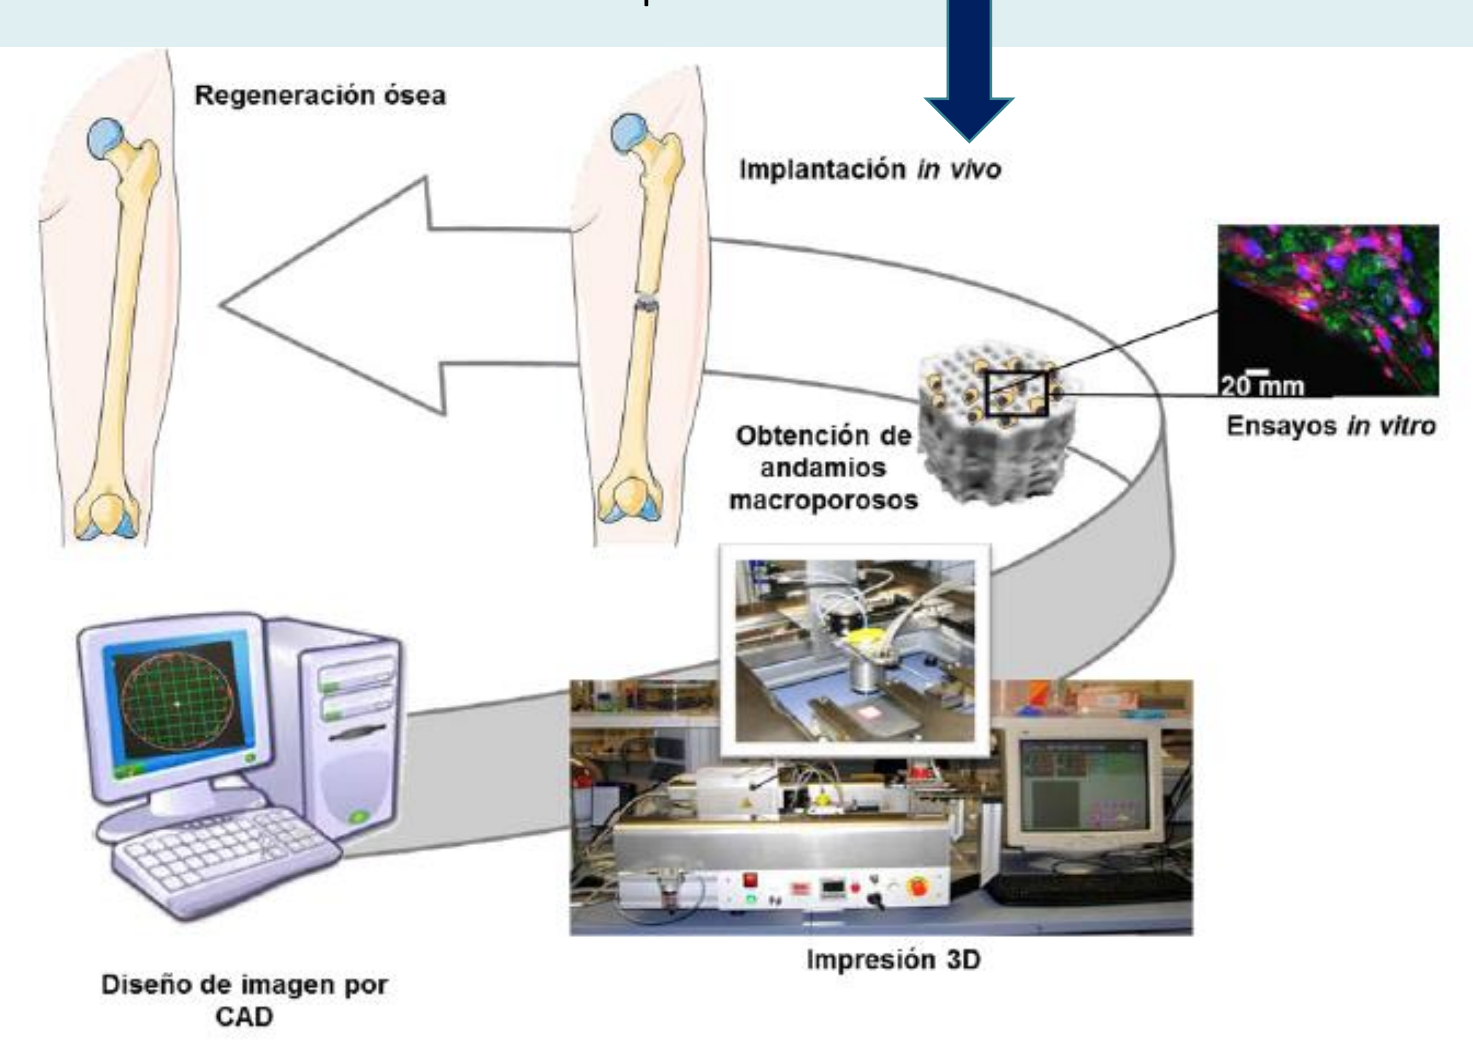 Regeneración ósea
Implantación in vivo
20 mm
Ensayos in vitro
Obtención de
andamios
macroporosos
Impresión 3D
Diseño de imagen por
CAD